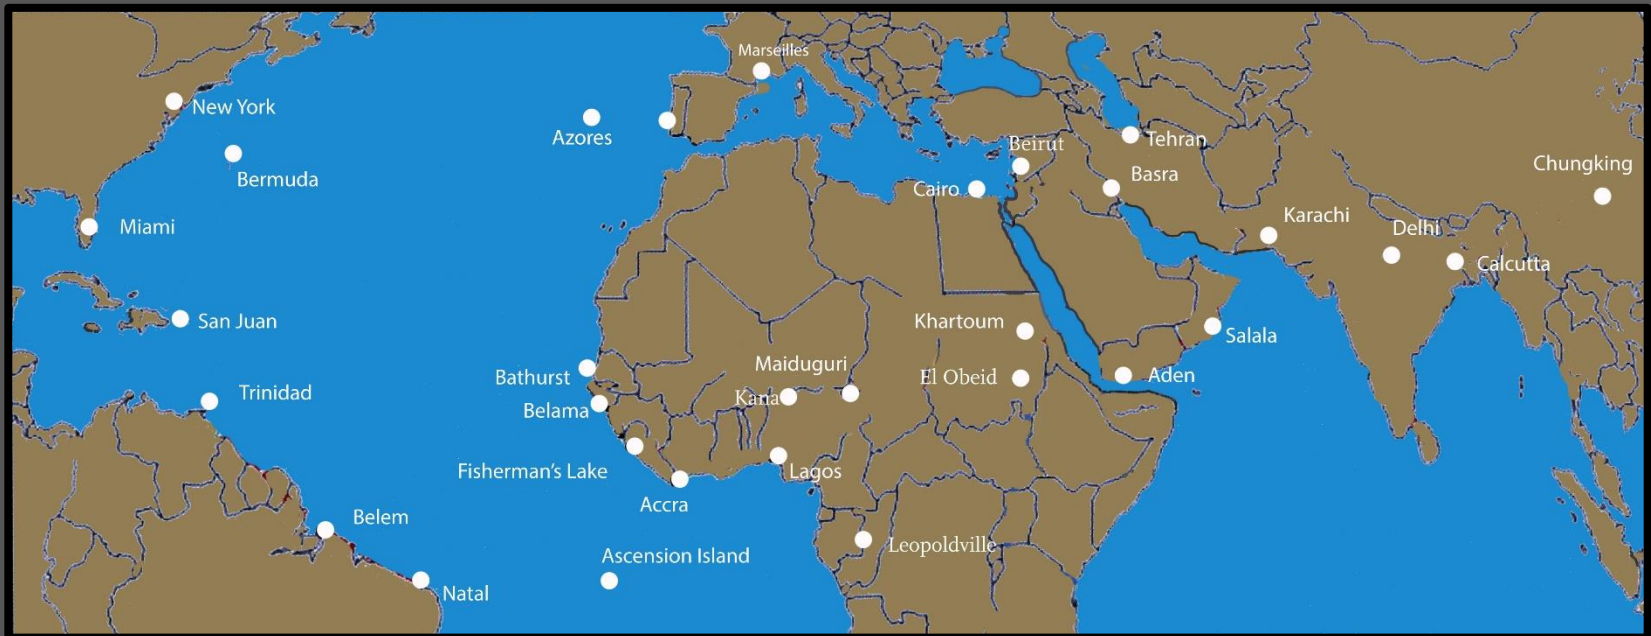 Marseilles
New York
Azores
Bermuda
Beirut
Tehran
Chungking
Cairo
Basra
Miami
Karachi
Delhi
Calcutta
San Juan
Khartoum
Salala
Maiduguri
Bathurst
El Obeid
Aden
Trinidad
Kana
Belama
Fisherman's Lake
Lagos
Accra
Belem
Leopoldville
Ascension Island
Natal